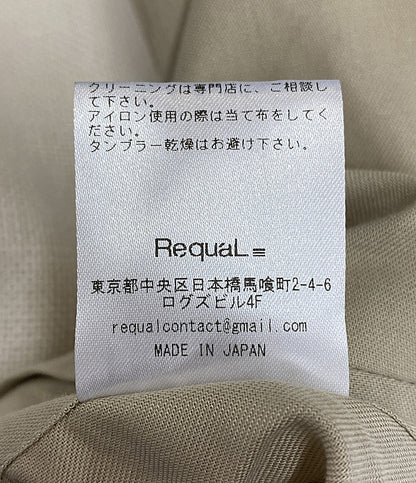 クリーニングは専門店に、ご相談し
て下さい。
アイロン使用の際は当て布をしてく
ださい。
タンブラー乾燥はお避け下さい。
RequaL≡
東京都中央区日本橋馬喰町2-4-6
ログズビル4F
requalcontact@gmail.com
MADE IN JAPAN